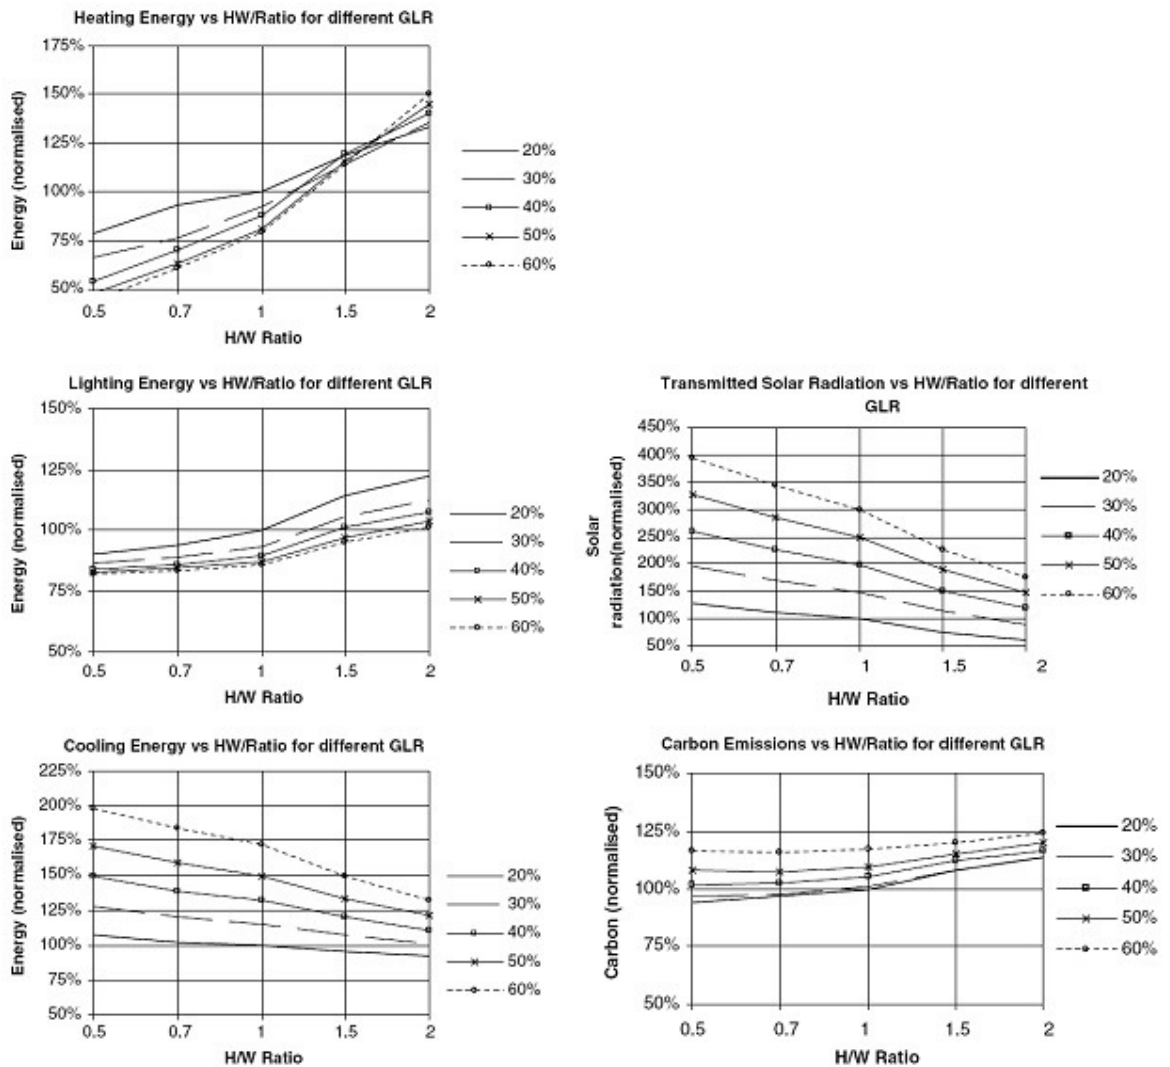 Heating Energy vs HW/Ratio for different GLR
175%
150%
125%
100%
75%
50%
Energy (normalised)
0.5 0.7 1 1.5 2
H/W Ratio
20%
30%
40%
50%
60%
Lighting Energy vs HW/Ratio for different GLR
150%
125%
100%
75%
50%
Energy (normalised)
0.5 0.7 1 1.5 2
H/W Ratio
20%
30%
40%
50%
60%
Transmitted Solar Radiation vs HW/Ratio for different
GLR
450%
400%
350%
300%
250%
200%
150%
100%
50%
Solar
radiation(normalised)
0.5 0.7 1 1.5 2
H/W Ratio
20%
30%
40%
50%
60%
Cooling Energy vs HW/Ratio for different GLR
225%
200%
175%
150%
125%
100%
75%
50%
Energy (normalised)
0.5 0.7 1 1.5 2
H/W Ratio
20%
30%
40%
50%
60%
Carbon Emissions vs HW/Ratio for different GLR
150%
125%
100%
75%
50%
Carbon (normalised)
0.5 0.7 1 1.5 2
H/W Ratio
20%
30%
40%
50%
60%